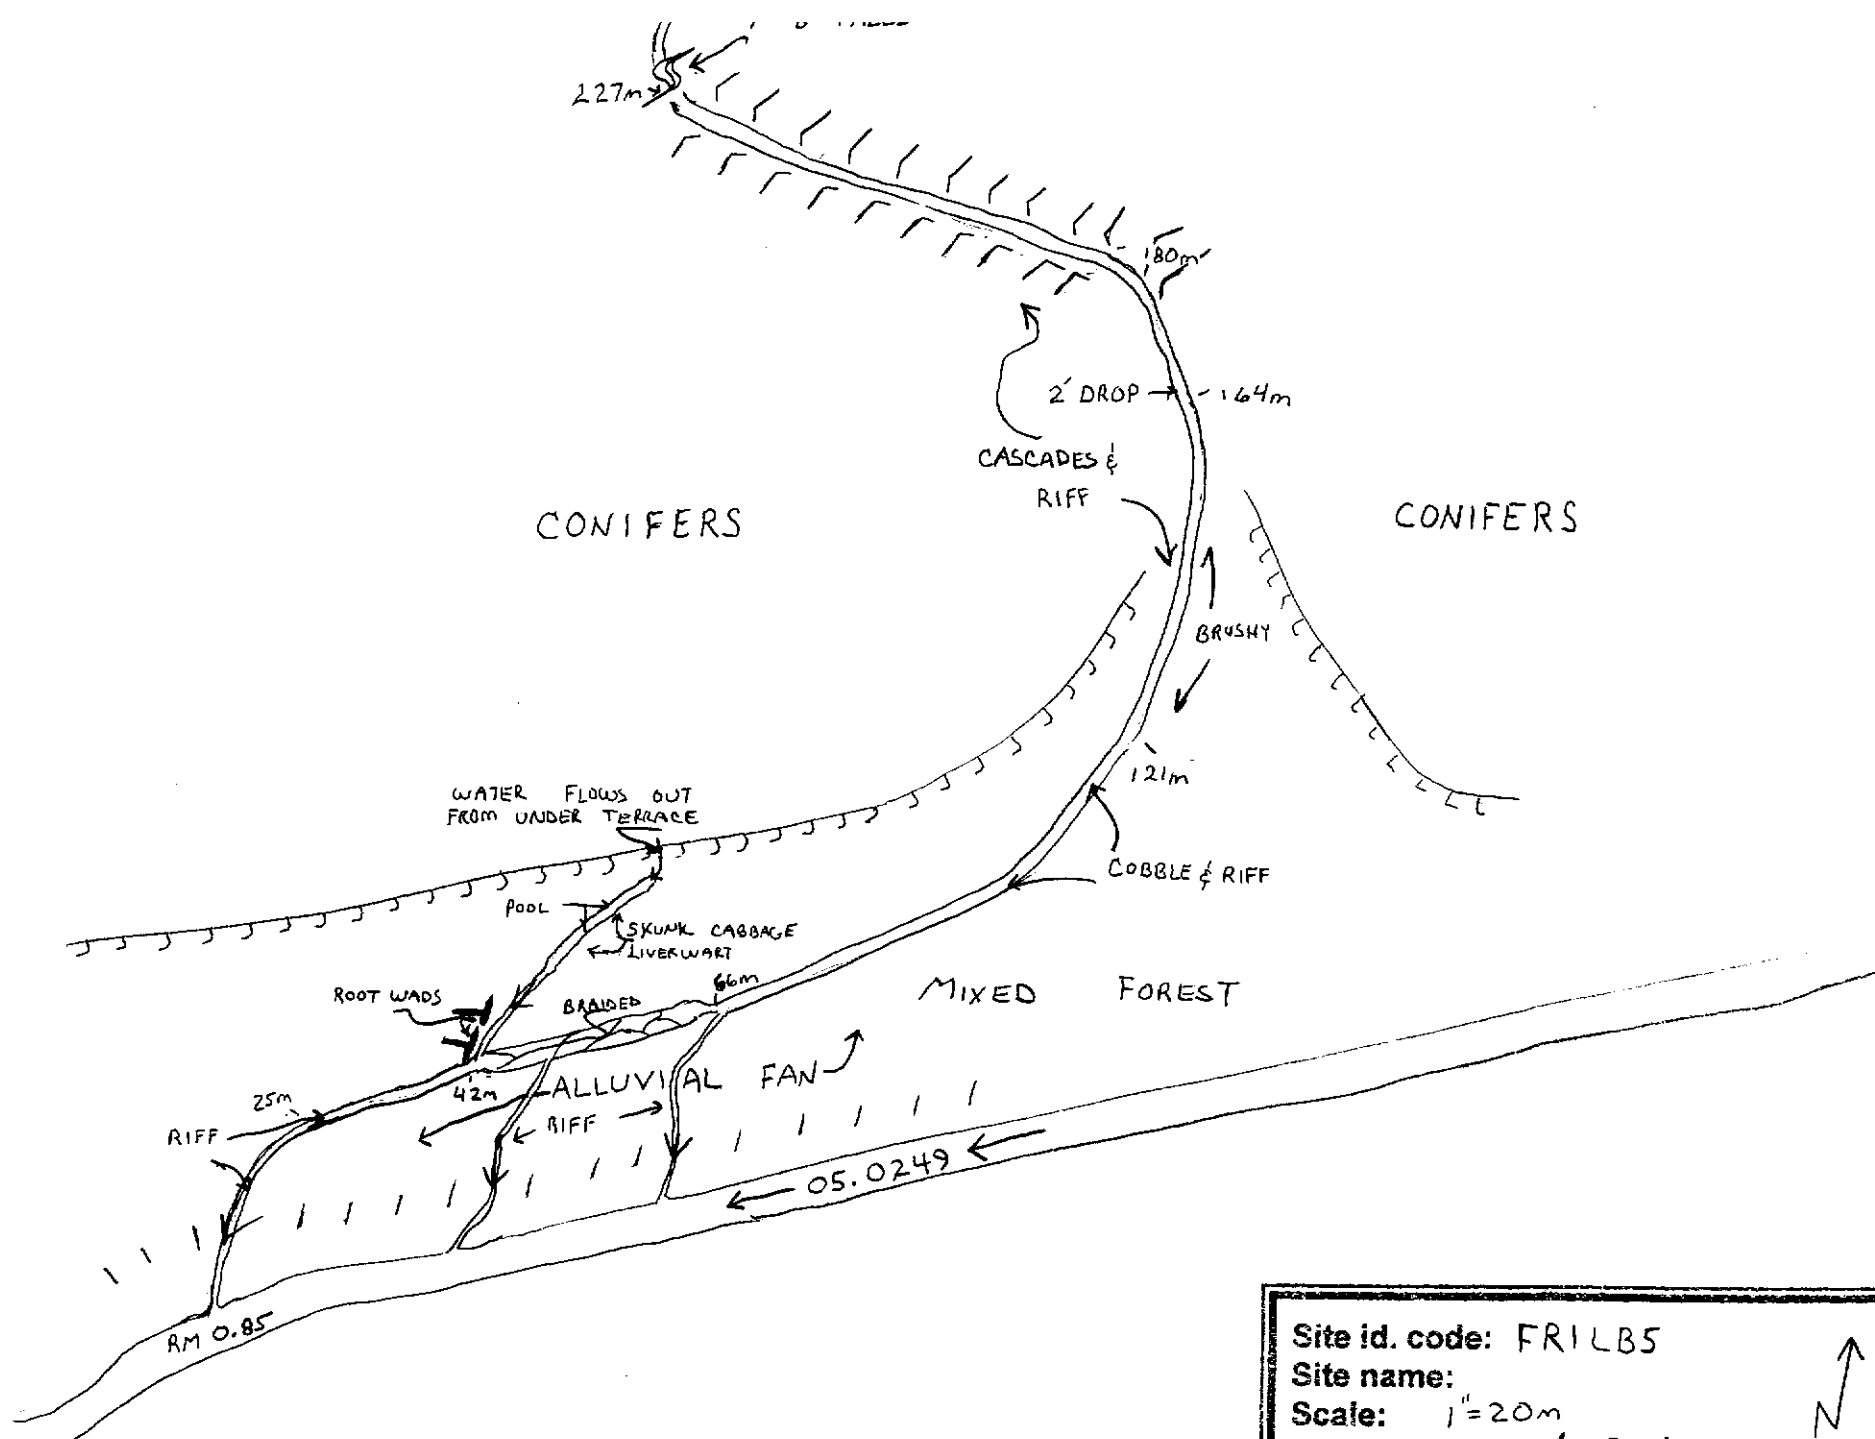 227m
180m
2' DROP
164m
CASCADES &
RIFF
CONIFERS
CONIFERS
BRUSHY
121m
WATER FLOWS OUT
FROM UNDER TERRACE
COBBLE & RIFF
POOL
SKUNK CABBAGE
LIVERWART
66m
ROOT WADS
BRAIDED
MIXED FOREST
ALLUVIAL FAN
42m
25m
RIFF
RIFF
05.0249
RM 0.85
Site id. code: FR1LB5
Site name:
Scale: 1"=20m
N